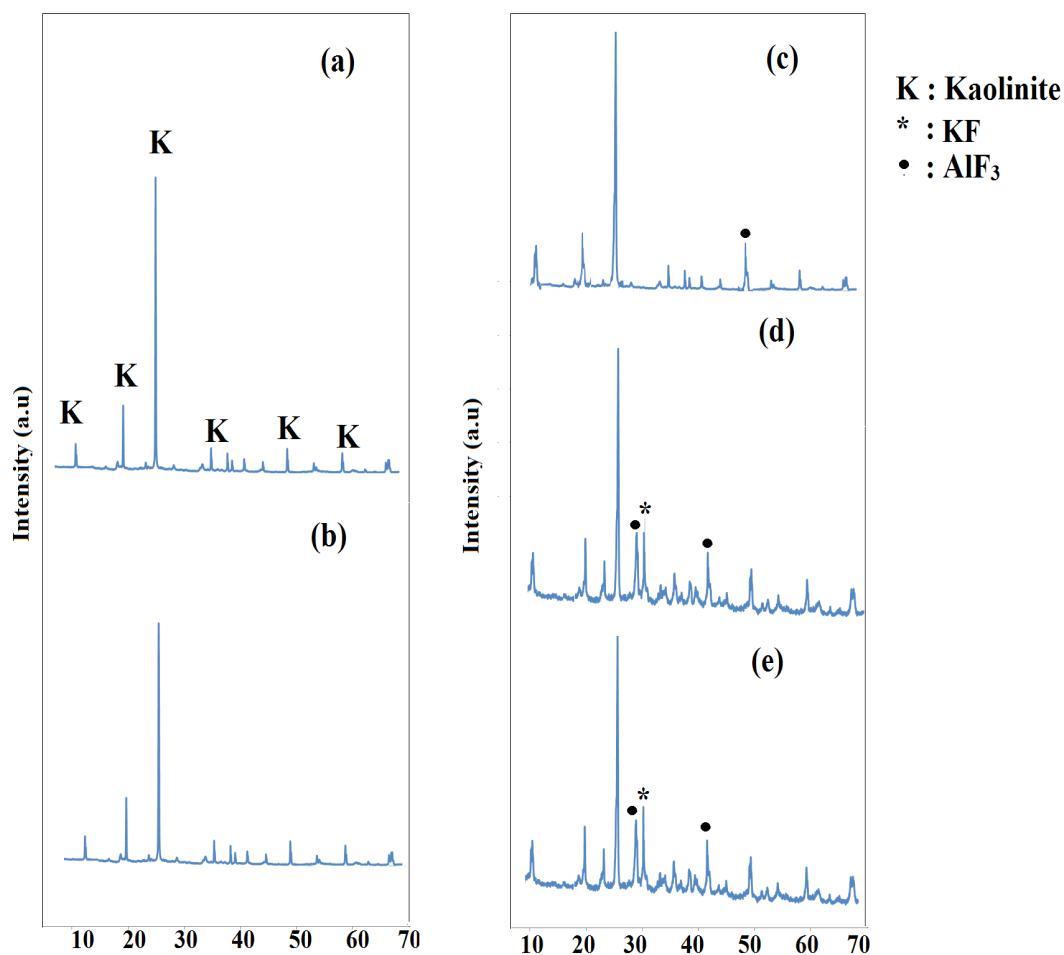 (a)
K
K
K
K
K
K
Intensity (a.u)
(b)
10 20 30 40 50 60 70
(c)
●
(d)
Intensity (a.u)
● * ●
(e)
● * ●
10 20 30 40 50 60 70
K : Kaolinite
* : KF
● : AlF₃